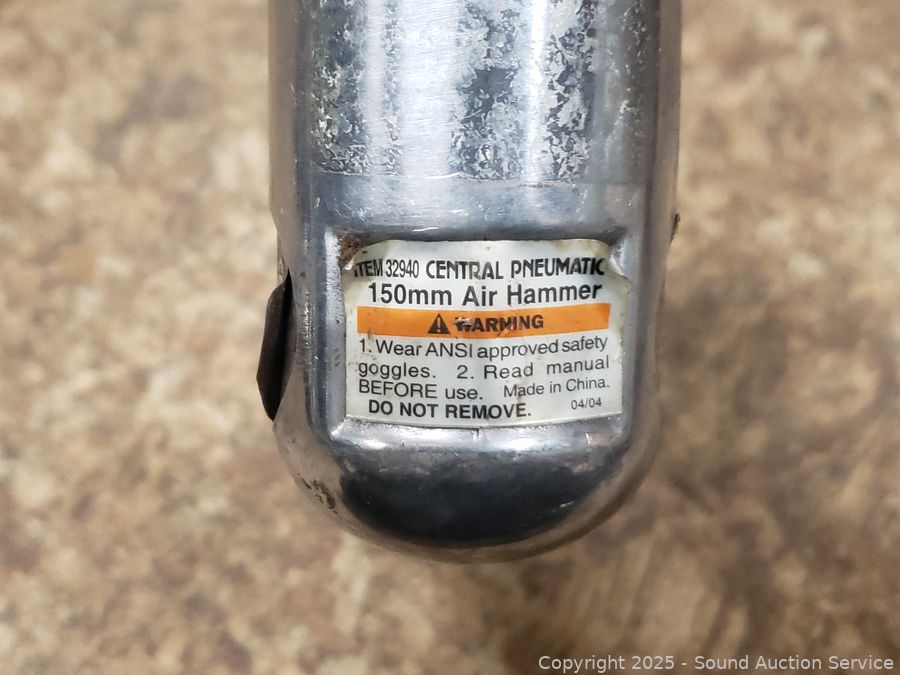 ITEM 32940 CENTRAL PNEUMATIC
150mm Air Hammer
WARNING
1. Wear ANSI approved safety
goggles. 2. Read manual
BEFORE use. Made in China.
DO NOT REMOVE. 04/04
Copyright © 2025 - Sound Auction Service